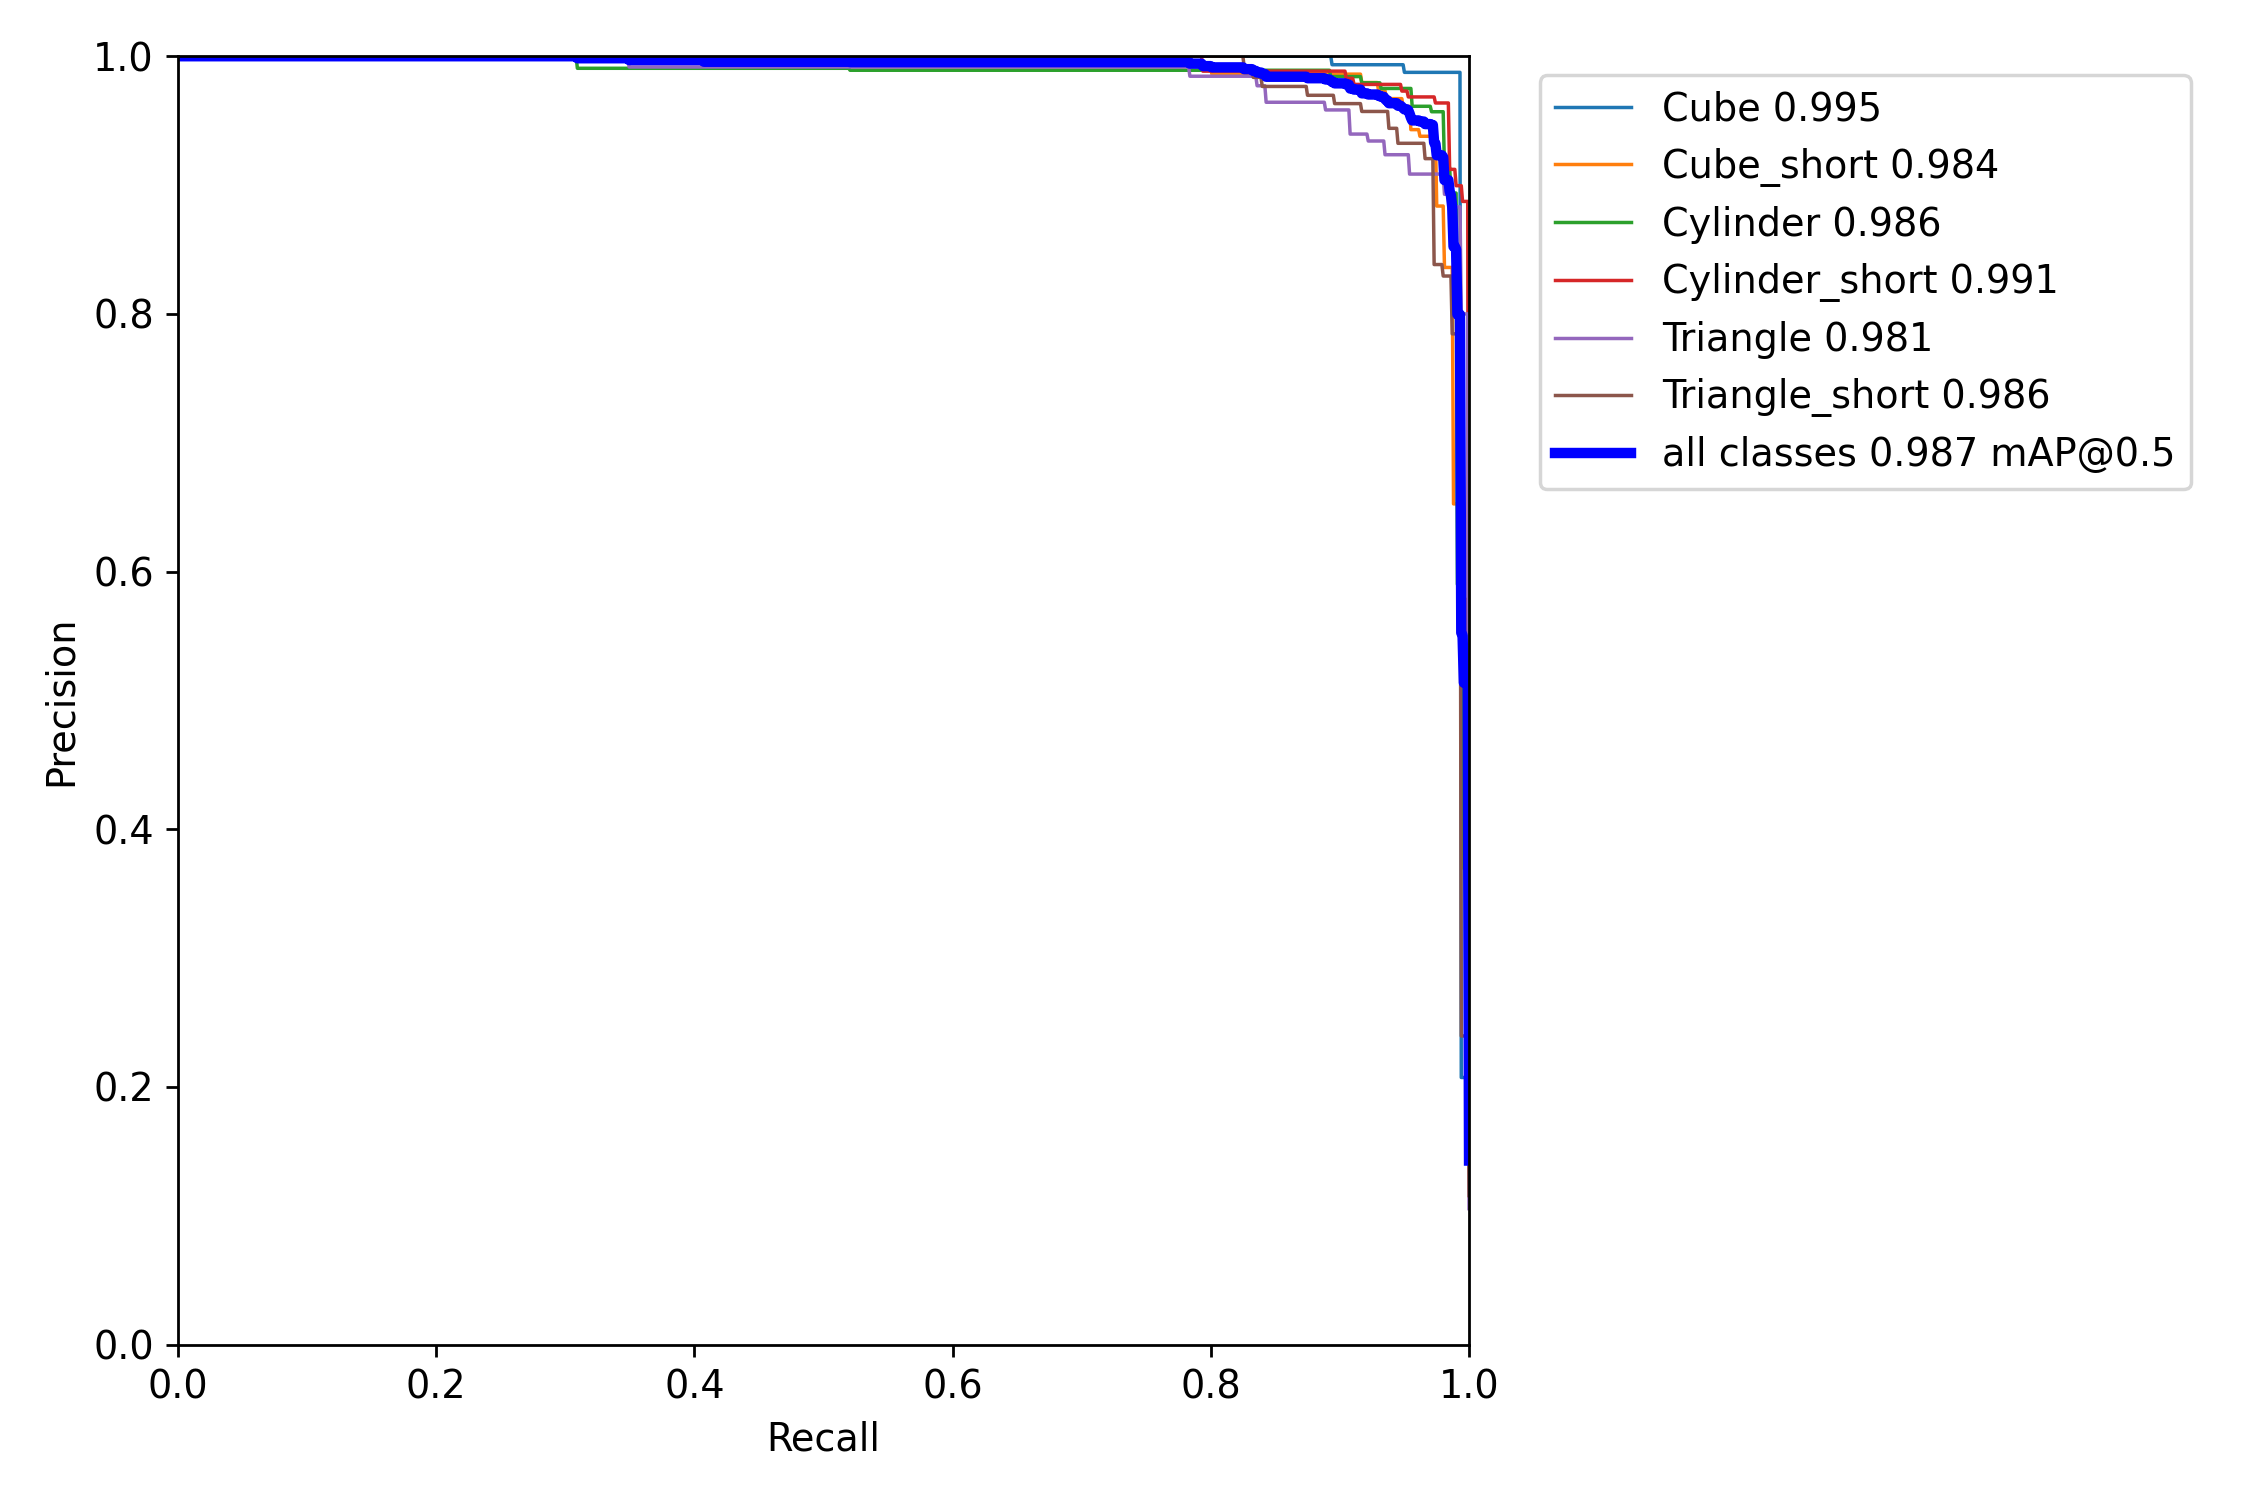 1.0
0.8
0.6
0.4
0.2
0.0
Precision
0.0 0.2 0.4 0.6 0.8 1.0
Recall
Cube 0.995
Cube_short 0.984
Cylinder 0.986
Cylinder_short 0.991
Triangle 0.981
Triangle_short 0.986
all classes 0.987 mAP@0.5